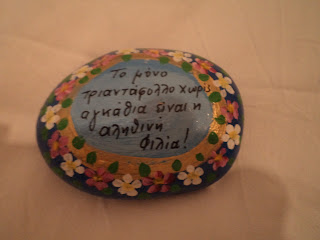 Το μόνο
τριαντάφυλλο χωρίς
αγκάθια είναι η
αληθινή
Φιλία!